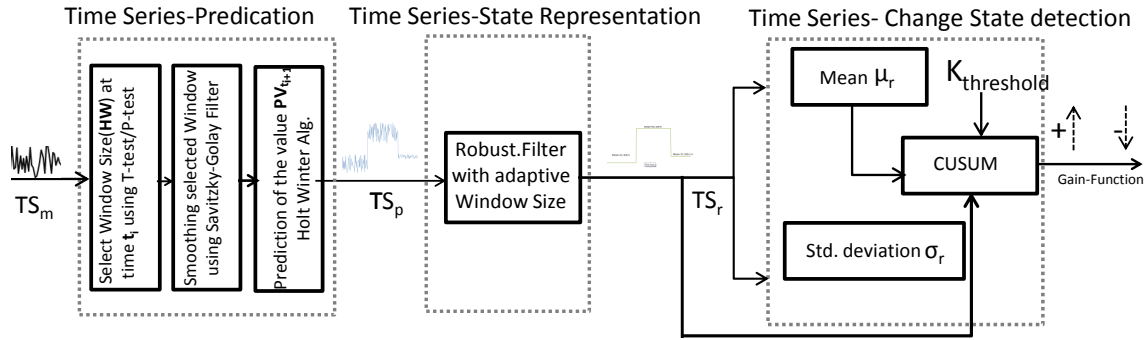 Time Series-Predication
Time Series-State Representation
Time Series- Change State detection
TSm
Select Window Size(HW) at
time ti using T-test/P-test
Smoothing selected Window
using Savitzky-Golay Filter
Prediction of the value PVti+1
Holt Winter Alg.
TSp
Robust.Filter
with adaptive
Window Size
TSr
Mean μr
Std. deviation σr
Kthreshold
CUSUM
+
-
Gain-Function